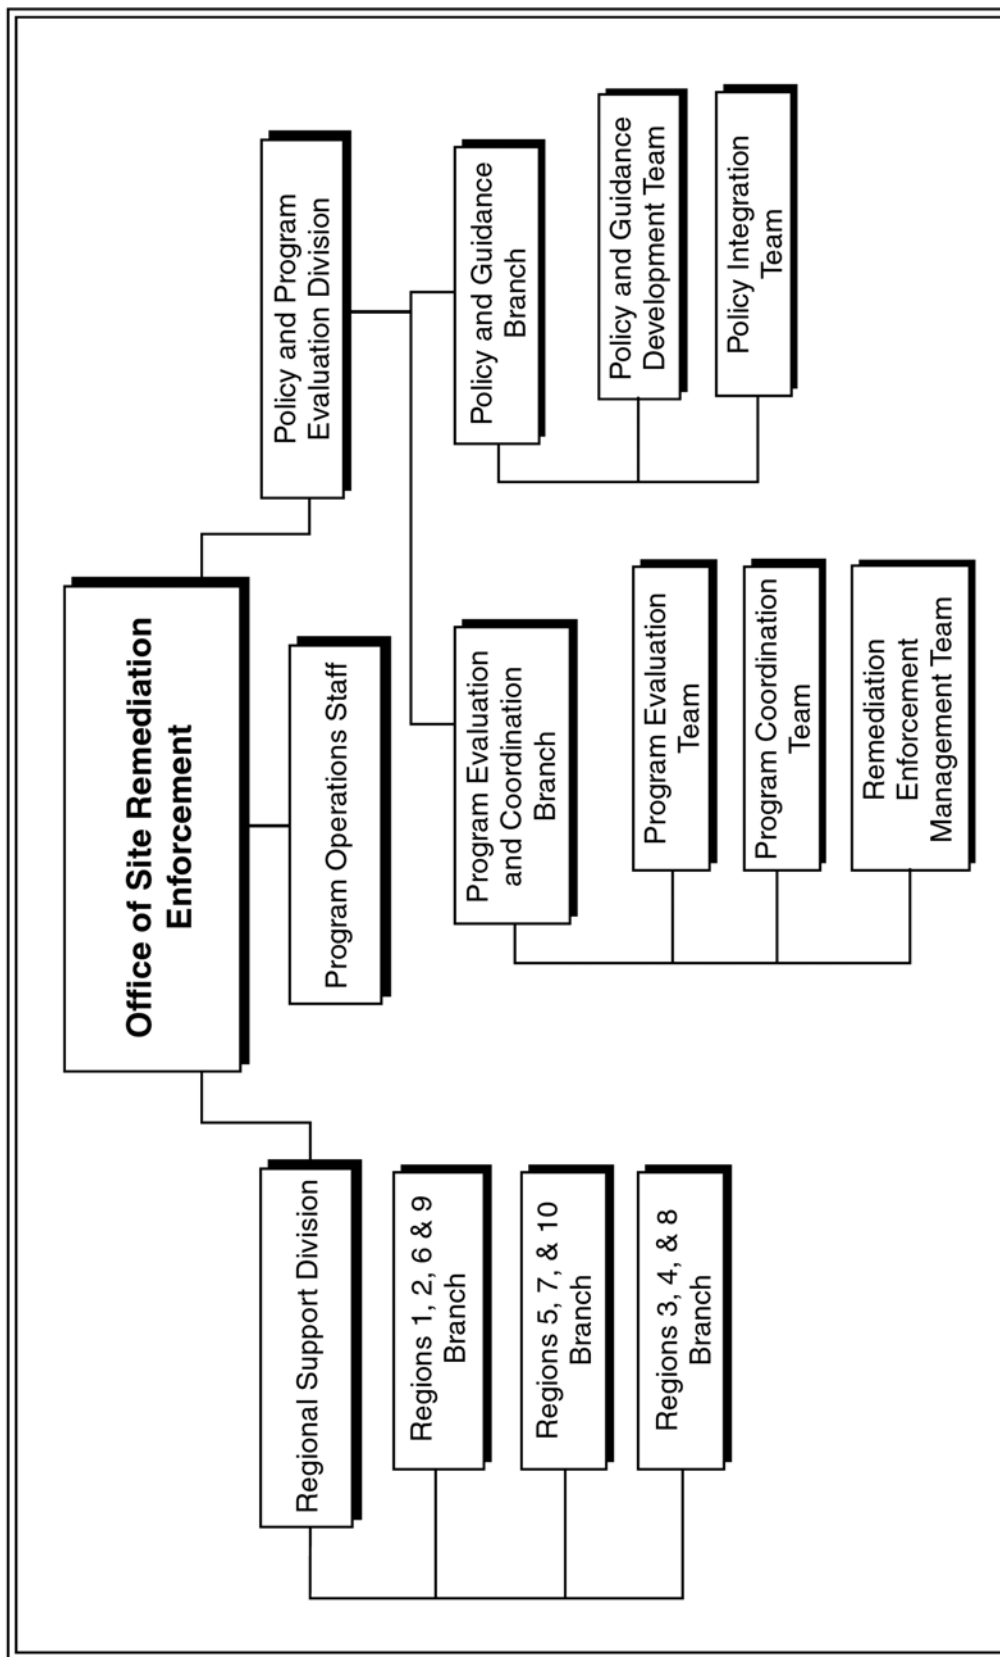 Office of Site Remediation
Enforcement
Program Operations Staff
Regional Support Division
Regions 1, 2, 6 & 9
Branch
Regions 5, 7, & 10
Branch
Regions 3, 4, & 8
Branch
Policy and Program
Evaluation Division
Program Evaluation
and Coordination
Branch
Program Evaluation
Team
Program Coordination
Team
Remediation
Enforcement
Management Team
Policy and Guidance
Branch
Policy and Guidance
Development Team
Policy Integration
Team